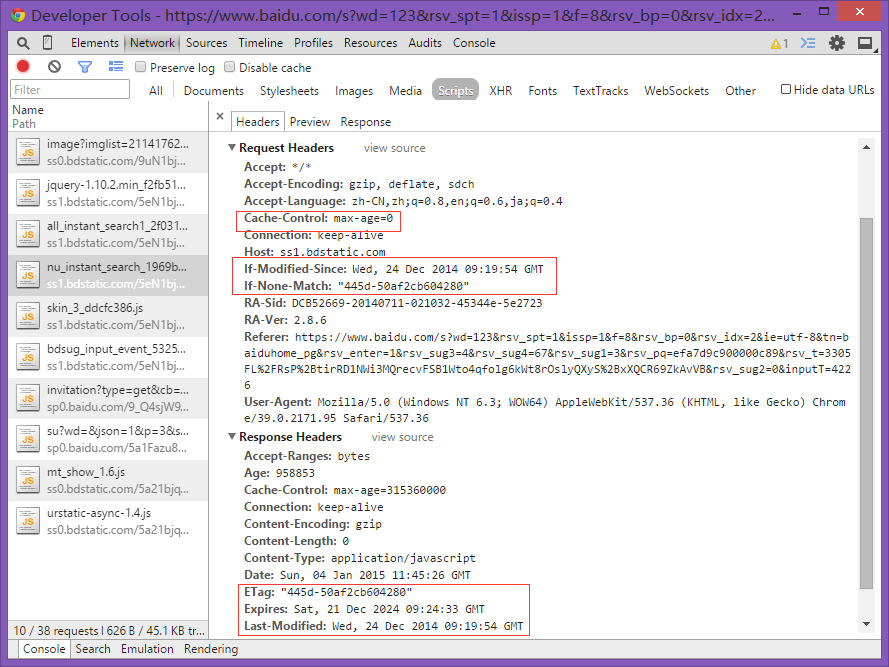 Developer Tools - https://www.baidu.com/s?wd=123&rsv_spt=1&issp=1&f=8&rsv_bp=0&rsv_idx=2...
Elements Network Sources Timeline Profiles Resources Audits Console
1
Preserve log Disable cache
Filter All Documents Stylesheets Images Media Scripts XHR Fonts TextTracks WebSockets Other Hide data URLs
Name
Path
JS
image?imglist=21141762...
ss0.bdstatic.com/9uN1bj...
JS
jquery-1.10.2.min_f2fb51...
ss1.bdstatic.com/5eN1bj...
JS
all_instant_search1_2f031...
ss1.bdstatic.com/5eN1bj...
JS
nu_instant_search_1969b...
ss1.bdstatic.com/5eN1bj...
JS
skin_3_ddcfc386.js
ss1.bdstatic.com/5eN1bj...
JS
bdsug_input_event_5325...
ss1.bdstatic.com/5eN1bj...
JS
invitation?type=get&cb=...
sp0.baidu.com/9_Q4sjW9...
JS
su?wd=&json=1&p=3&s...
sp0.baidu.com/5a1Fazu8...
JS
mt_show_1.6.js
ss0.bdstatic.com/5a21bjq...
JS
urstatic-async-1.4.js
ss0.bdstatic.com/5a21bjq...
10 / 38 requests | 626 B / 45.1 KB tr...
× Headers Preview Response
Request Headers view source
Accept: */*
Accept-Encoding: gzip, deflate, sdch
Accept-Language: zh-CN,zh;q=0.8,en;q=0.6,ja;q=0.4
Cache-Control: max-age=0
Connection: keep-alive
Host: ss1.bdstatic.com
If-Modified-Since: Wed, 24 Dec 2014 09:19:54 GMT
If-None-Match: "445d-50af2cb604280"
RA-Sid: DCB52669-20140711-021032-45344e-5e2723
RA-Ver: 2.8.6
Referer: https://www.baidu.com/s?wd=123&rsv_spt=1&issp=1&f=8&rsv_bp=0&rsv_idx=2&ie=utf-8&tn=b
aiduhome_pg&rsv_enter=1&rsv_sug3=4&rsv_sug4=67&rsv_sug1=3&rsv_pq=efa7d9c900000c89&rsv_t=3305
FL%2FRsP%2BtirRD1NWi3MQrecvFSB1Wto4qfolg6kWt8rOslyQXyS%2BxXQCR69ZkAvVB&rsv_sug2=0&inputT=422
6
User-Agent: Mozilla/5.0 (Windows NT 6.3; WOW64) AppleWebKit/537.36 (KHTML, like Gecko) Chrom
e/39.0.2171.95 Safari/537.36
Response Headers view source
Accept-Ranges: bytes
Age: 958853
Cache-Control: max-age=315360000
Connection: keep-alive
Content-Encoding: gzip
Content-Length: 0
Content-Type: application/javascript
Date: Sun, 04 Jan 2015 11:45:26 GMT
ETag: "445d-50af2cb604280"
Expires: Sat, 21 Dec 2024 09:24:33 GMT
Last-Modified: Wed, 24 Dec 2014 09:19:54 GMT
Console Search Emulation Rendering